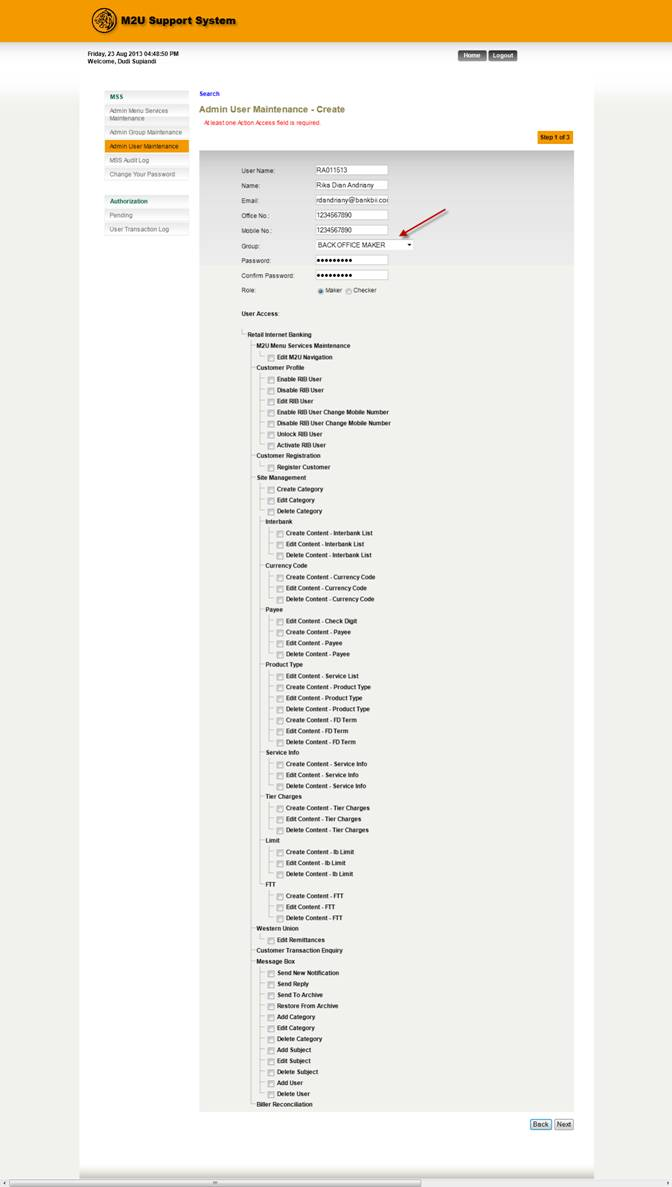 M2U Support System
Friday, 23 Aug 2013 04:48:50 PM
Welcome, Dudi Supiandi
Home
Logout
MSS
Admin Menu Services
Maintenance
Admin Group Maintenance
Admin User Maintenance
MSS Audit Log
Change Your Password
Authorization
Pending
User Transaction Log
Search
Admin User Maintenance - Create
At least one Action Access field is required.
Step 1 of 3
User Name: RA011513
Name: Rika Dian Andriany
Email: rdandriany@bankbii.co
Office No.: 1234567890
Mobile No.: 1234567890
Group: BACK OFFICE MAKER
Password: •••••••••
Confirm Password: •••••••••
Role: Maker Checker
User Access:
Retail Internet Banking
M2U Menu Services Maintenance
Edit M2U Navigation
Customer Profile
Enable RIB User
Disable RIB User
Edit RIB User
Enable RIB User Change Mobile Number
Disable RIB User Change Mobile Number
Unlock RIB User
Activate RIB User
Customer Registration
Register Customer
Site Management
Create Category
Edit Category
Delete Category
Interbank
Create Content - Interbank List
Edit Content - Interbank List
Delete Content - Interbank List
Currency Code
Create Content - Currency Code
Edit Content - Currency Code
Delete Content - Currency Code
Payee
Edit Content - Check Digit
Create Content - Payee
Edit Content - Payee
Delete Content - Payee
Product Type
Edit Content - Service List
Create Content - Product Type
Edit Content - Product Type
Delete Content - Product Type
Create Content - FD Term
Edit Content - FD Term
Delete Content - FD Term
Service Info
Create Content - Service Info
Edit Content - Service Info
Delete Content - Service Info
Tier Charges
Create Content - Tier Charges
Edit Content - Tier Charges
Delete Content - Tier Charges
Limit
Create Content - Ib Limit
Edit Content - Ib Limit
Delete Content - Ib Limit
FTT
Create Content - FTT
Edit Content - FTT
Delete Content - FTT
Western Union
Edit Remittances
Customer Transaction Enquiry
Message Box
Send New Notification
Send Reply
Send To Archive
Restore From Archive
Add Category
Edit Category
Delete Category
Add Subject
Edit Subject
Delete Subject
Add User
Delete User
Biller Reconciliation
Back
Next